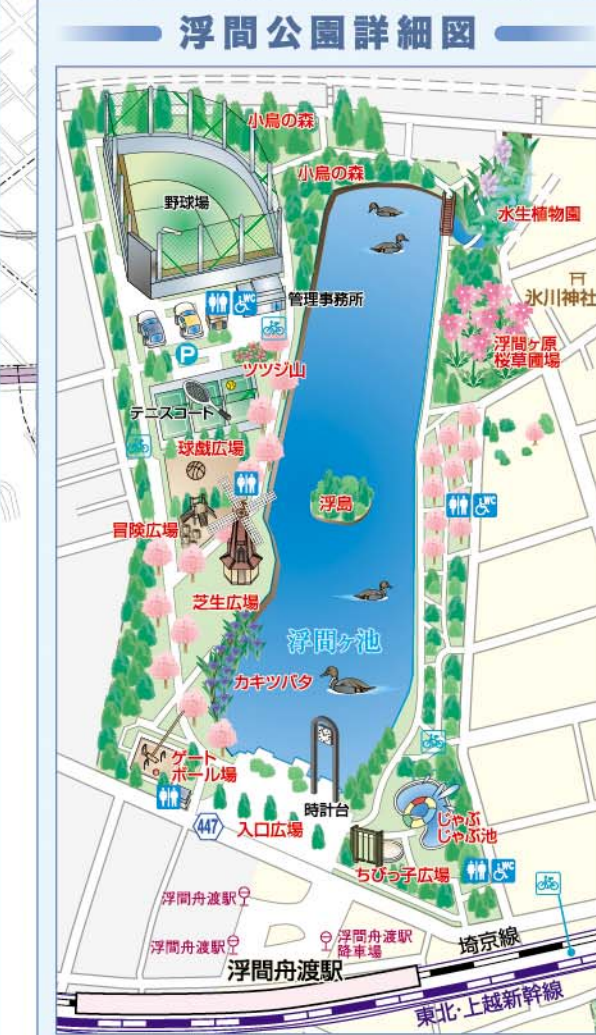 浮間公園詳細図
小鳥の森
小鳥の森
野球場
水生植物園
氷川神社
管理事務所
浮間ヶ原
桜草圃場
P
ツツジ山
テニスコート
球戯広場
WC
WC
浮島
冒険広場
芝生広場
浮間ヶ池
カキツバタ
ゲート
ボール場
時計台
447
入口広場
じゃぶ
じゃぶ池
ちびっ子広場
WC
浮間舟渡駅
浮間舟渡駅
浮間舟渡駅
降車場
浮間舟渡駅
埼京線
東北・上越新幹線